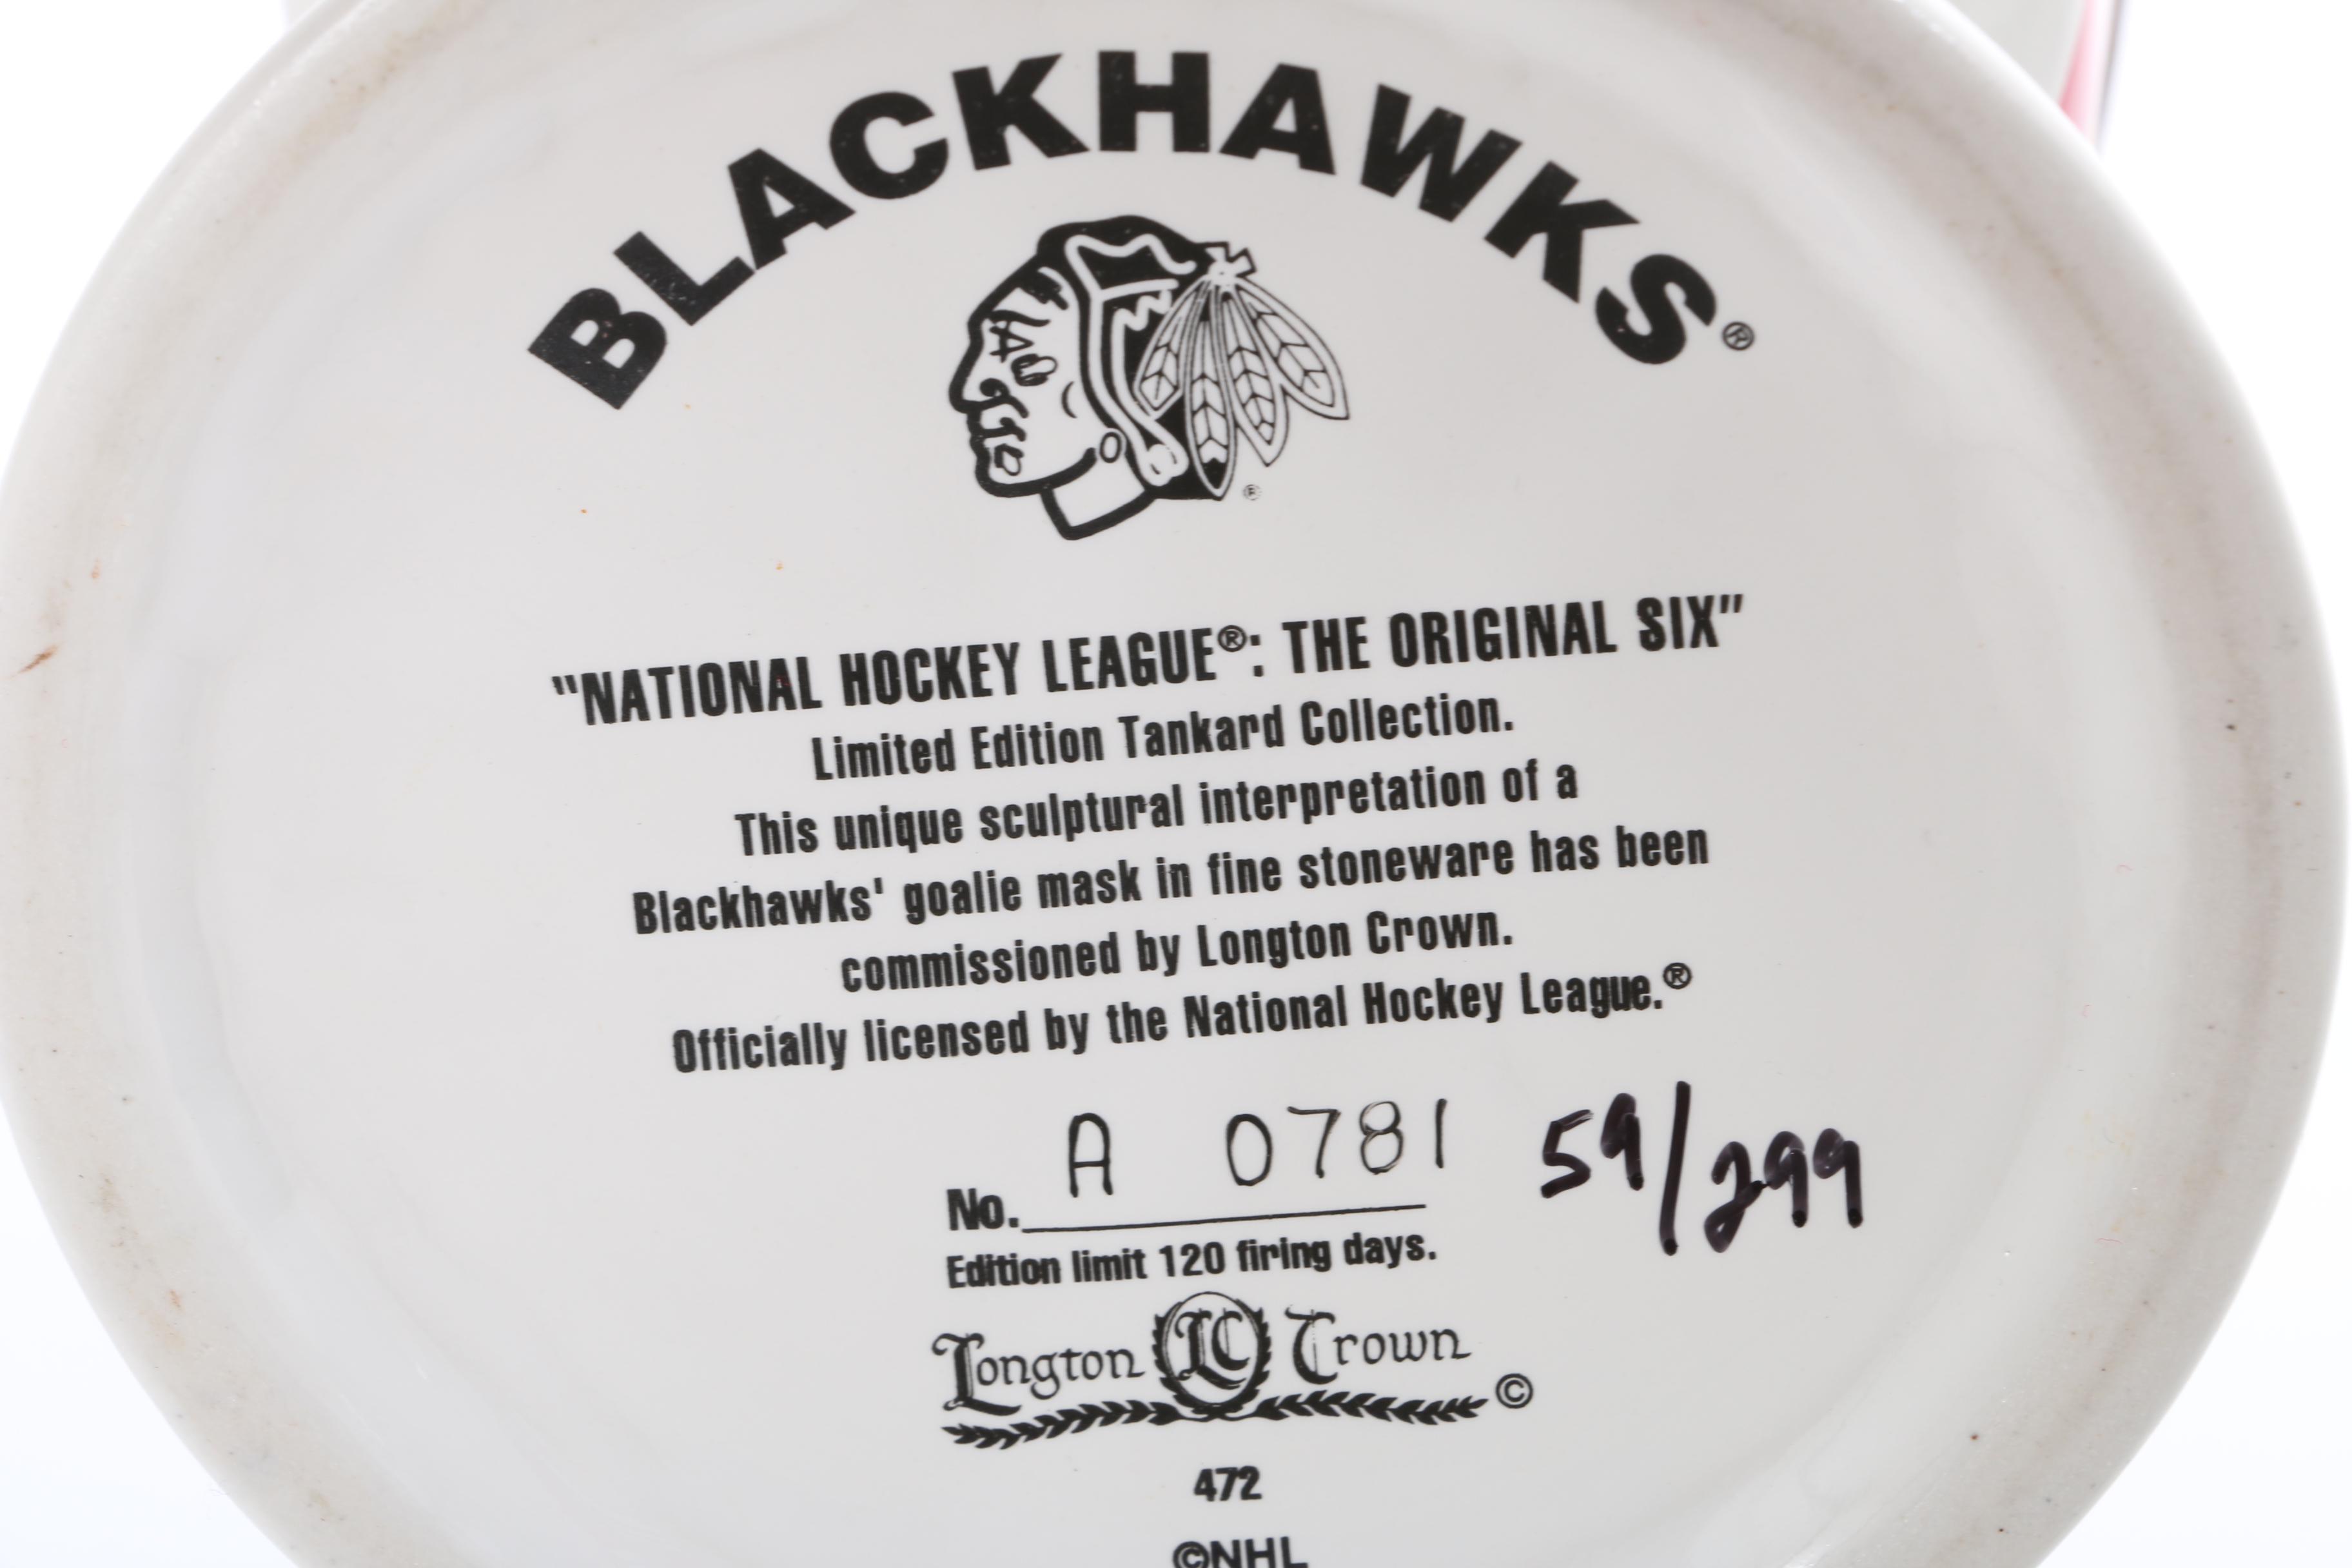 BLACKHAWKS®
®
"NATIONAL HOCKEY LEAGUE®: THE ORIGINAL SIX"
Limited Edition Tankard Collection.
This unique sculptural interpretation of a
Blackhawks' goalie mask in fine stoneware has been
commissioned by Longton Crown.
Officially licensed by the National Hockey League.®
No. A 0781 59/299
Edition limit 120 firing days.
Longton LC Crown ©
472
©NHL